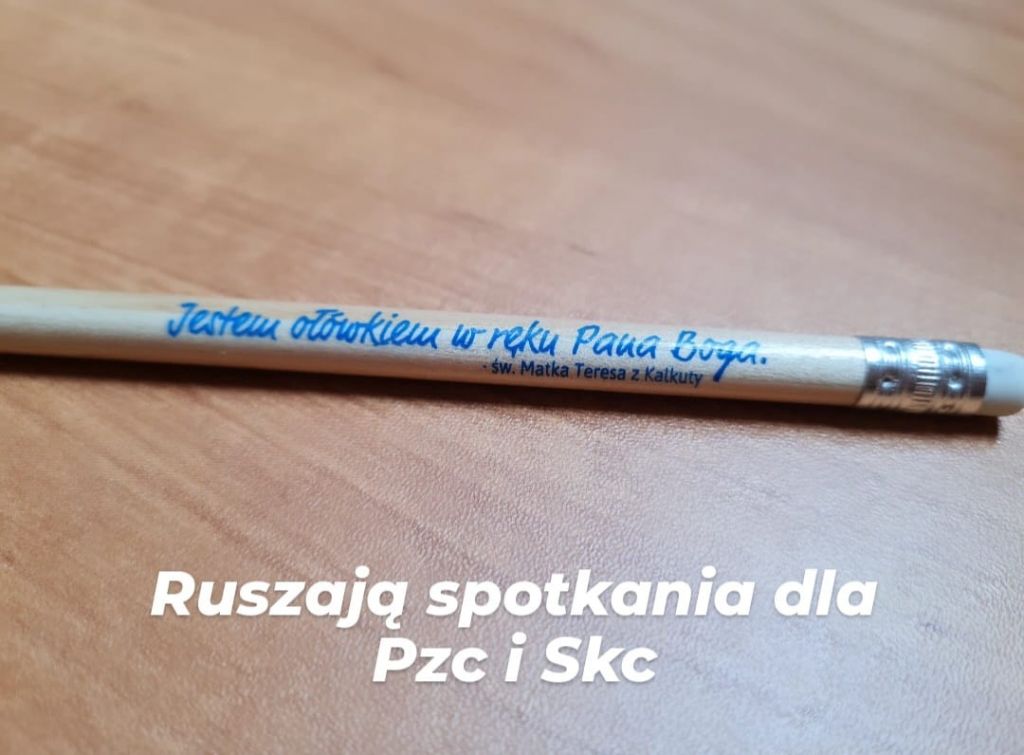 Jestem ołówkiem w ręku Pana Boga.
- św. Matka Teresa z Kalkuty
Ruszają spotkania dla
Pzc i Skc